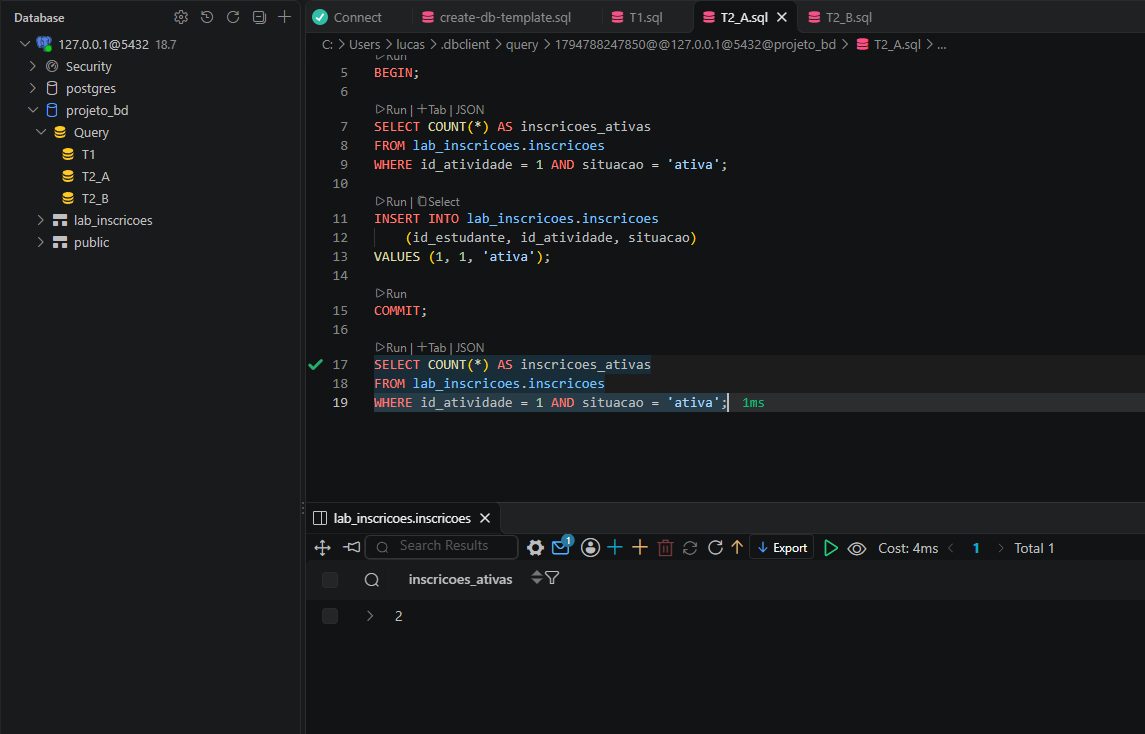 Database
127.0.0.1@5432 18.7
Security
postgres
projeto_bd
Query
T1
T2_A
T2_B
lab_inscricoes
public
Connect
create-db-template.sql
T1.sql
T2_A.sql
T2_B.sql
C: > Users > lucas > .dbclient > query > 1794788247850@@127.0.0.1@5432@projeto_bd > T2_A.sql > ...
Run
5 BEGIN;
6
Run | Tab | JSON
7 SELECT COUNT(*) AS inscricoes_ativas
8 FROM lab_inscricoes.inscricoes
9 WHERE id_atividade = 1 AND situacao = 'ativa';
10
Run | Select
11 INSERT INTO lab_inscricoes.inscricoes
12 (id_estudante, id_atividade, situacao)
13 VALUES (1, 1, 'ativa');
14
Run
15 COMMIT;
16
Run | Tab | JSON
17 SELECT COUNT(*) AS inscricoes_ativas
18 FROM lab_inscricoes.inscricoes
19 WHERE id_atividade = 1 AND situacao = 'ativa'; 1ms
lab_inscricoes.inscricoes
Search Results 1 Export Cost: 4ms < 1 > Total 1
inscricoes_ativas
2